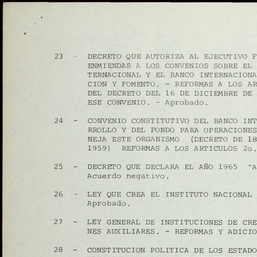 23 - DECRETO QUE AUTORIZA AL EJECUTIVO F
ENMIENDAS A LOS CONVENIOS SOBRE EL
TERNACIONAL Y EL BANCO INTERNACIONA
CION Y FOMENTO. - REFORMAS A LOS AR
DEL DECRETO DEL 16 DE DICIEMBRE DE
ESE CONVENIO. - Aprobado.
24 - CONVENIO CONSTITUTIVO DEL BANCO INT
RROLLO Y DEL FONDO PARA OPERACIONES
NEJA ESTE ORGANISMO (DECRETO DE 18
1959) REFORMAS A LOS ARTICULOS 2o.
25 - DECRETO QUE DECLARA EL AÑO 1965 "A
Acuerdo negativo.
26 - LEY QUE CREA EL INSTITUTO NACIONAL
Aprobado.
27 - LEY GENERAL DE INSTITUCIONES DE CRE
NES AUXILIARES. - REFORMAS Y ADICIO
28 - CONSTITUCION POLITICA DE LOS ESTADO